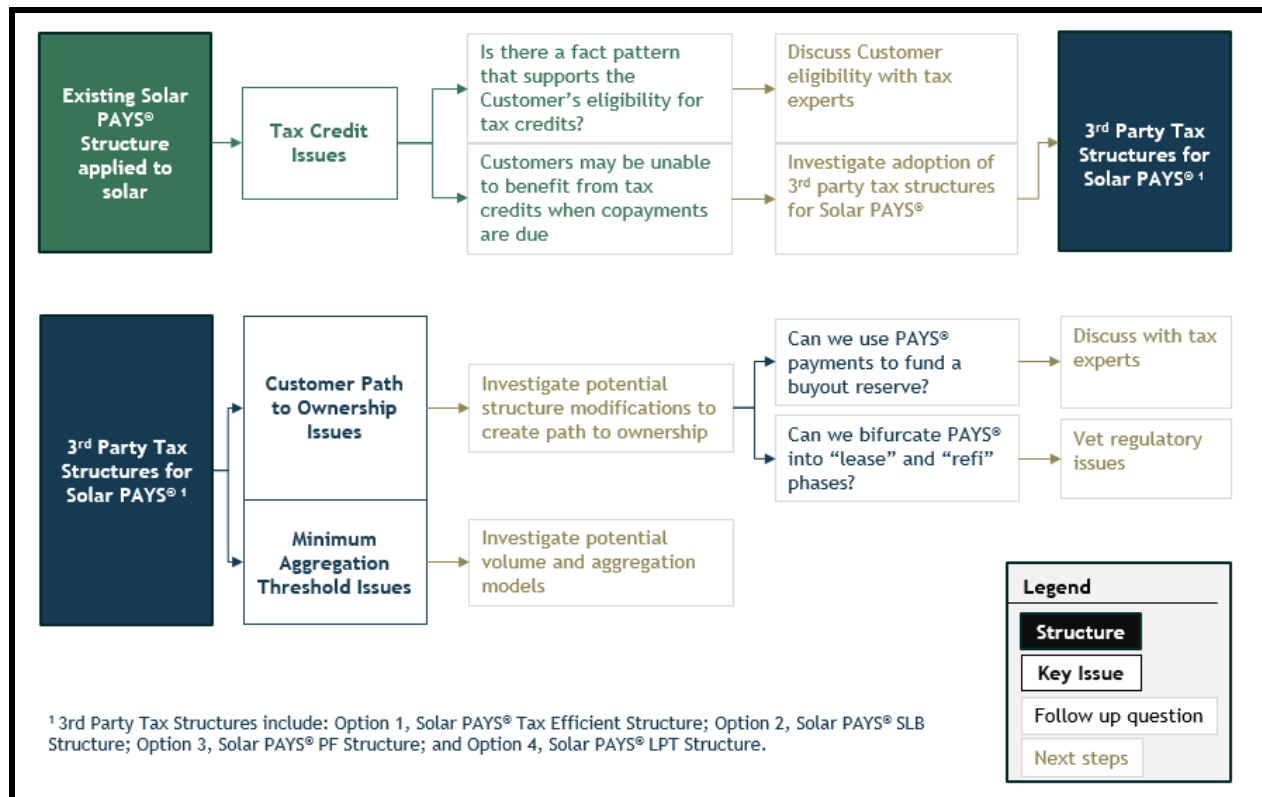 Existing Solar
PAYS®
Structure
applied to
solar
Tax Credit
Issues
Is there a fact pattern
that supports the
Customer's eligibility for
tax credits?
Customers may be unable
to benefit from tax
credits when copayments
are due
Discuss Customer
eligibility with tax
experts
Investigate adoption of
3rd party tax structures
for Solar PAYS®
3rd Party Tax
Structures for
Solar PAYS® 1
3rd Party Tax
Structures for
Solar PAYS® 1
Customer Path
to Ownership
Issues
Minimum
Aggregation
Threshold Issues
Investigate potential
structure modifications to
create path to ownership
Investigate potential
volume and aggregation
models
Can we use PAYS®
payments to fund a
buyout reserve?
Can we bifurcate PAYS®
into “lease” and “refi”
phases?
Discuss with tax
experts
Vet regulatory
issues
Legend
Structure
Key Issue
Follow up question
Next steps
1 3rd Party Tax Structures include: Option 1, Solar PAYS® Tax Efficient Structure; Option 2, Solar PAYS® SLB
Structure; Option 3, Solar PAYS® PF Structure; and Option 4, Solar PAYS® LPT Structure.